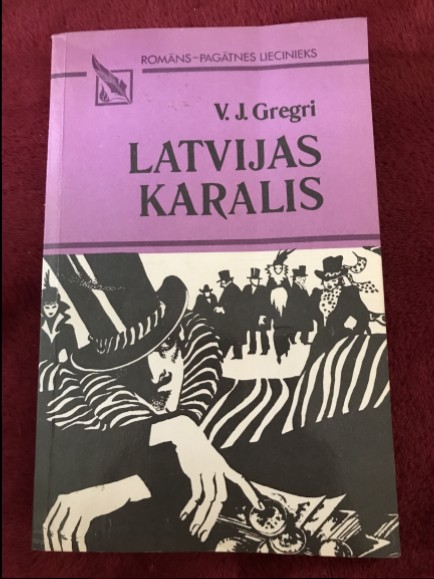 ROMĀNS–PAGĀTNES LIECINIEKS
V. J. Gregri
LATVIJAS
KARALIS